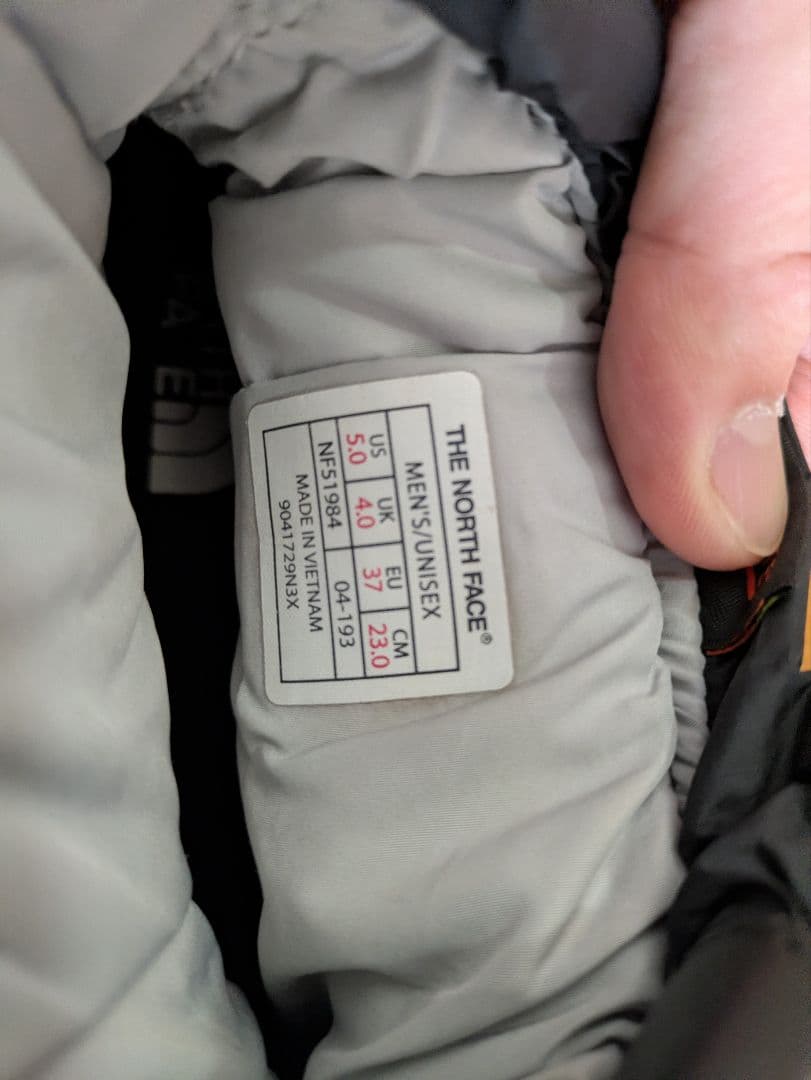 THE NORTH FACE®
MEN'S/UNISEX
US UK EU CM
5.0 4.0 37 23.0
NF51984 04-193
MADE IN VIETNAM
9041729N3X